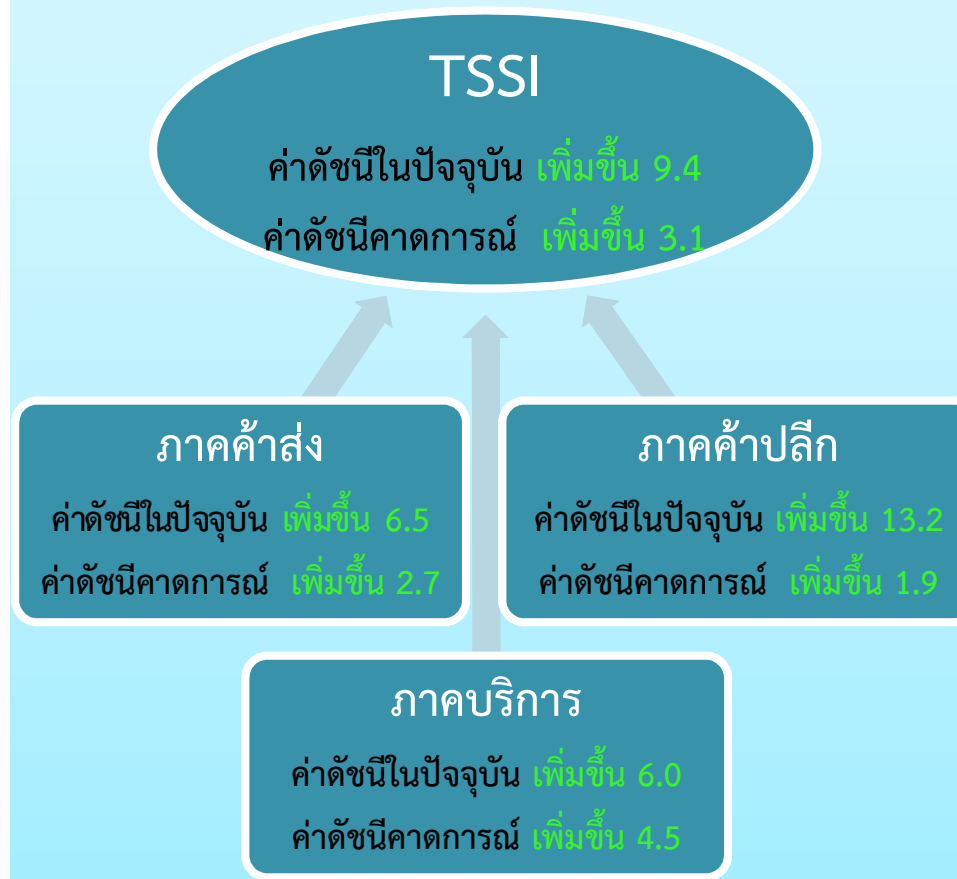 TSSI
ค่าดัชนีในปัจจุบัน เพิ่มขึ้น 9.4
ค่าดัชนีคาดการณ์ เพิ่มขึ้น 3.1
ภาคค้าส่ง
ค่าดัชนีในปัจจุบัน เพิ่มขึ้น 6.5
ค่าดัชนีคาดการณ์ เพิ่มขึ้น 2.7
ภาคค้าปลีก
ค่าดัชนีในปัจจุบัน เพิ่มขึ้น 13.2
ค่าดัชนีคาดการณ์ เพิ่มขึ้น 1.9
ภาคบริการ
ค่าดัชนีในปัจจุบัน เพิ่มขึ้น 6.0
ค่าดัชนีคาดการณ์ เพิ่มขึ้น 4.5